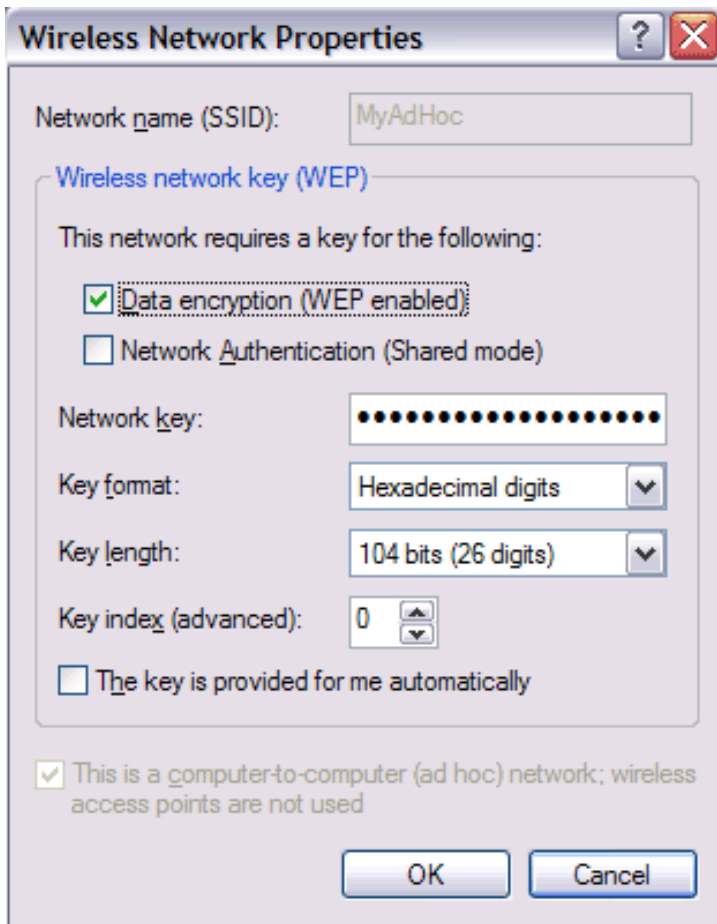 Wireless Network Properties
Network name (SSID): MyAdHoc
Wireless network key (WEP)
This network requires a key for the following:
Data encryption (WEP enabled)
Network Authentication (Shared mode)
Network key: ••••••••••••••••••••
Key format: Hexadecimal digits
Key length: 104 bits (26 digits)
Key index (advanced): 0
The key is provided for me automatically
This is a computer-to-computer (ad hoc) network; wireless
access points are not used
OK Cancel